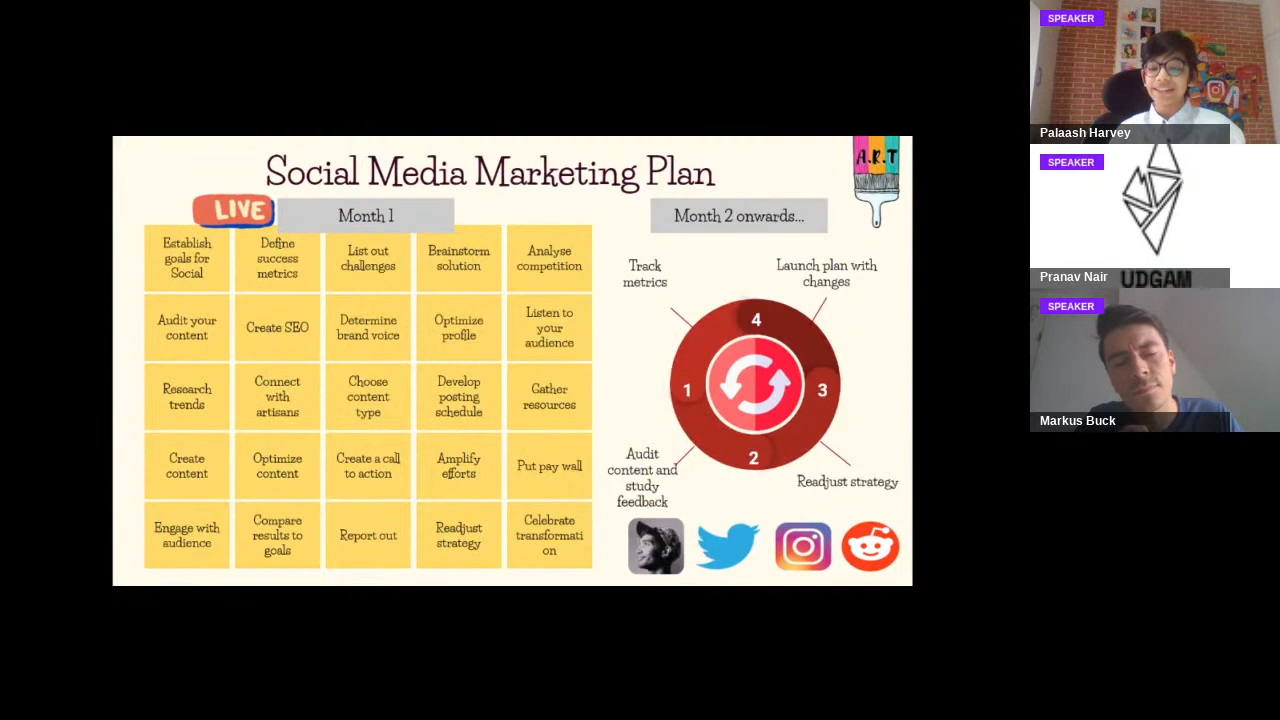 Social Media Marketing Plan
A.R.T
LIVE
Month 1
Month 2 onwards...
Establish
goals for
Social
Define
success
metrics
List out
challenges
Brainstorm
solution
Analyse
competition
Audit your
content
Create SEO
Determine
brand voice
Optimize
profile
Listen to
your
audience
Research
trends
Connect
with
artisans
Choose
content
type
Develop
posting
schedule
Gather
resources
Create
content
Optimize
content
Create a call
to action
Amplify
efforts
Put pay wall
Engage with
audience
Compare
results to
goals
Report out
Readjust
strategy
Celebrate
transformati
on
Track
metrics
Launch plan with
changes
4
1
3
2
Audit
content and
study
feedback
Readjust strategy
SPEAKER
Palaash Harvey
SPEAKER
Pranav Nair
UDGAM
SPEAKER
Markus Buck